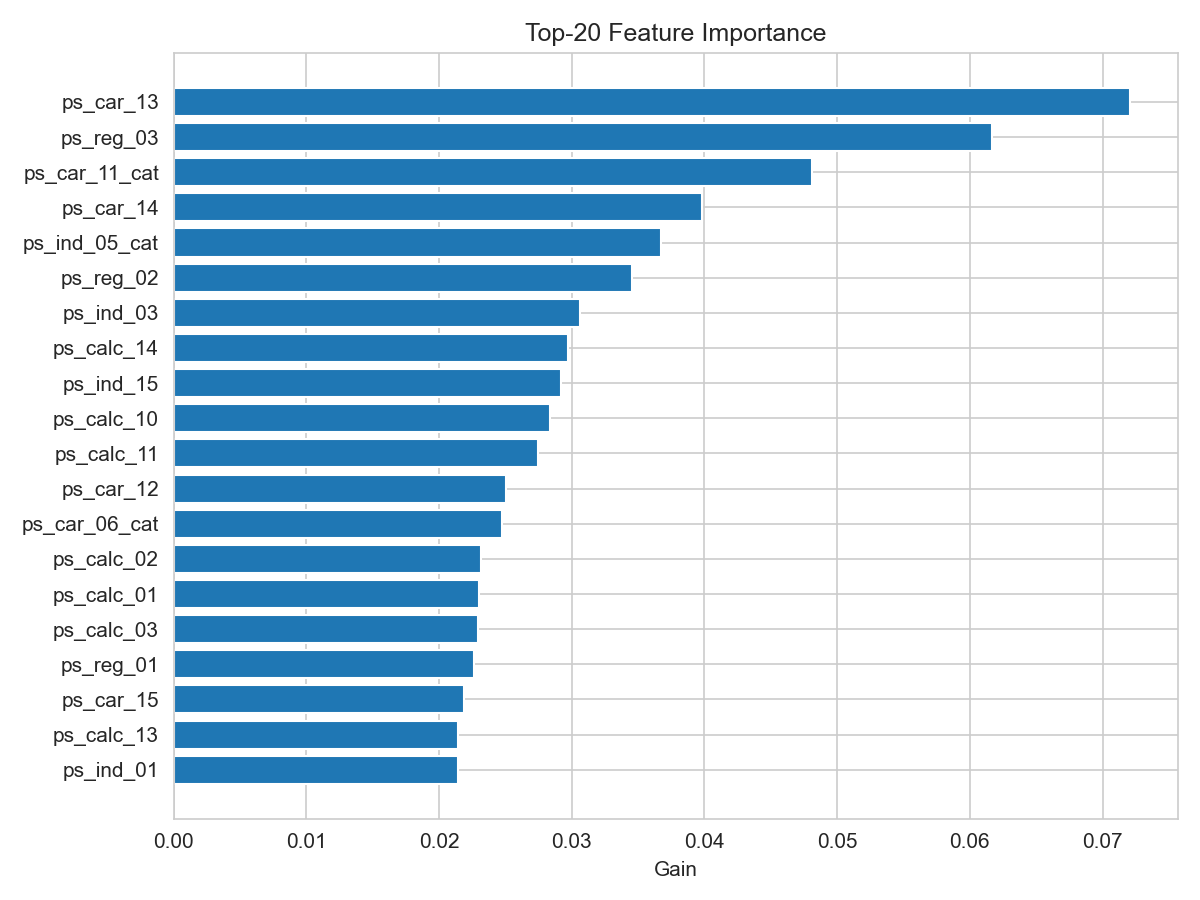 Top-20 Feature Importance
ps_car_13
ps_reg_03
ps_car_11_cat
ps_car_14
ps_ind_05_cat
ps_reg_02
ps_ind_03
ps_calc_14
ps_ind_15
ps_calc_10
ps_calc_11
ps_car_12
ps_car_06_cat
ps_calc_02
ps_calc_01
ps_calc_03
ps_reg_01
ps_car_15
ps_calc_13
ps_ind_01
0.00 0.01 0.02 0.03 0.04 0.05 0.06 0.07
Gain